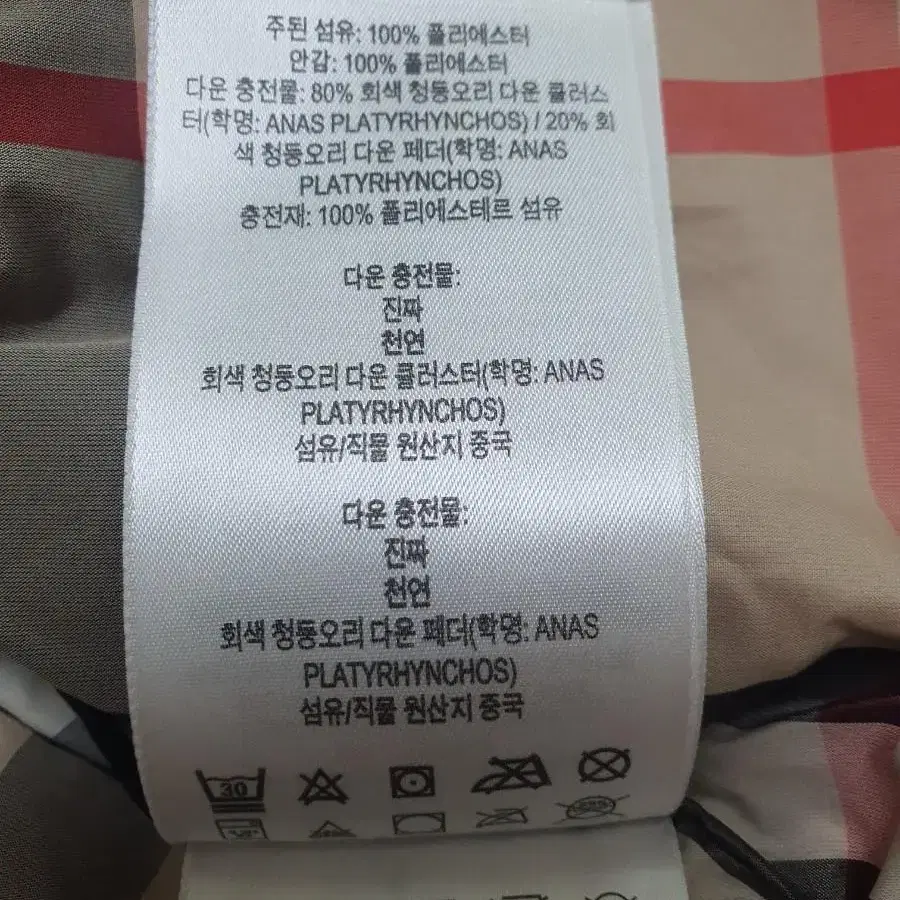 주된 섬유: 100% 폴리에스터
안감: 100% 폴리에스터
다운 충전물: 80% 회색 청둥오리 다운 클러스
터(학명: ANAS PLATYRHYNCHOS) / 20% 회
색 청둥오리 다운 페더(학명: ANAS
PLATYRHYNCHOS)
충전재: 100% 폴리에스테르 섬유
다운 충전물:
진짜
천연
회색 청둥오리 다운 클러스터(학명: ANAS
PLATYRHYNCHOS)
섬유/직물 원산지 중국
다운 충전물:
진짜
천연
회색 청둥오리 다운 페더(학명: ANAS
PLATYRHYNCHOS)
섬유/직물 원산지 중국
30